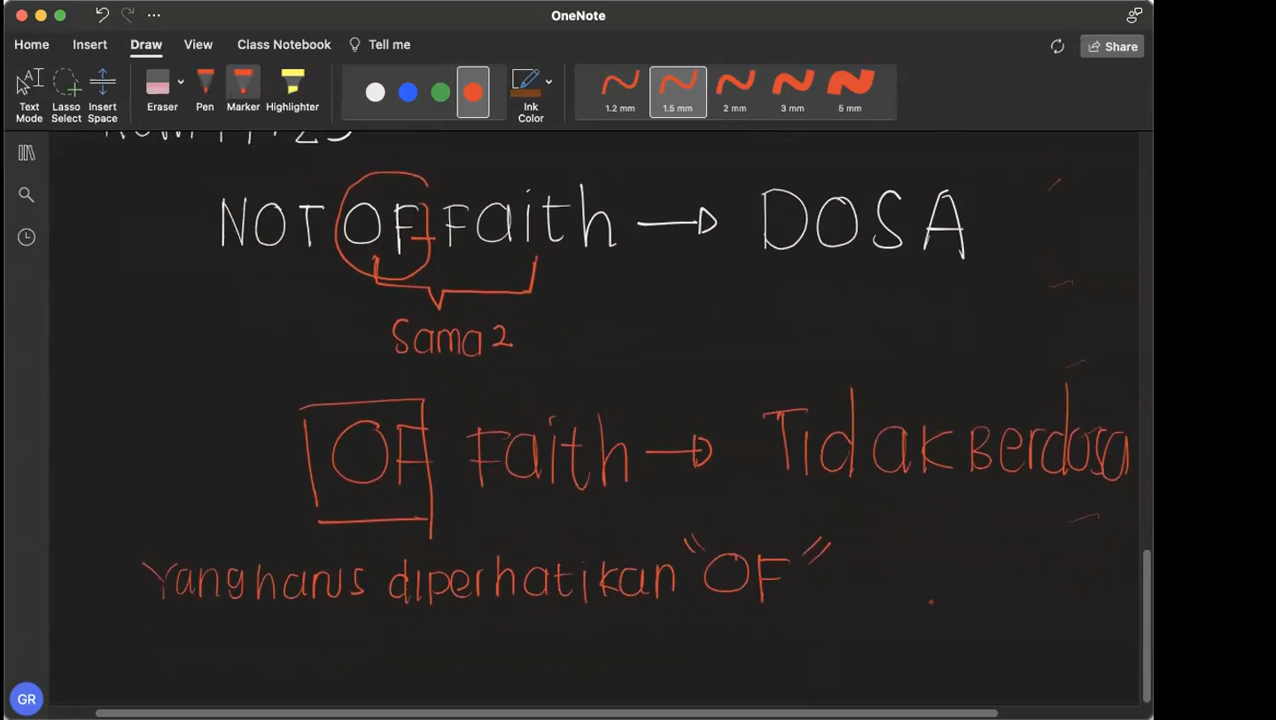 OneNote
Home Insert Draw View Class Notebook Tell me Share
Text Mode Lasso Select Insert Space Eraser Pen Marker Highlighter Ink Color 1.2 mm 1.5 mm 2 mm 3 mm 5 mm
NOT OF Faith DOSA
Sama 2
OF Faith Tidak Berdosa
Yang harus diperhatikan "OF"
GR